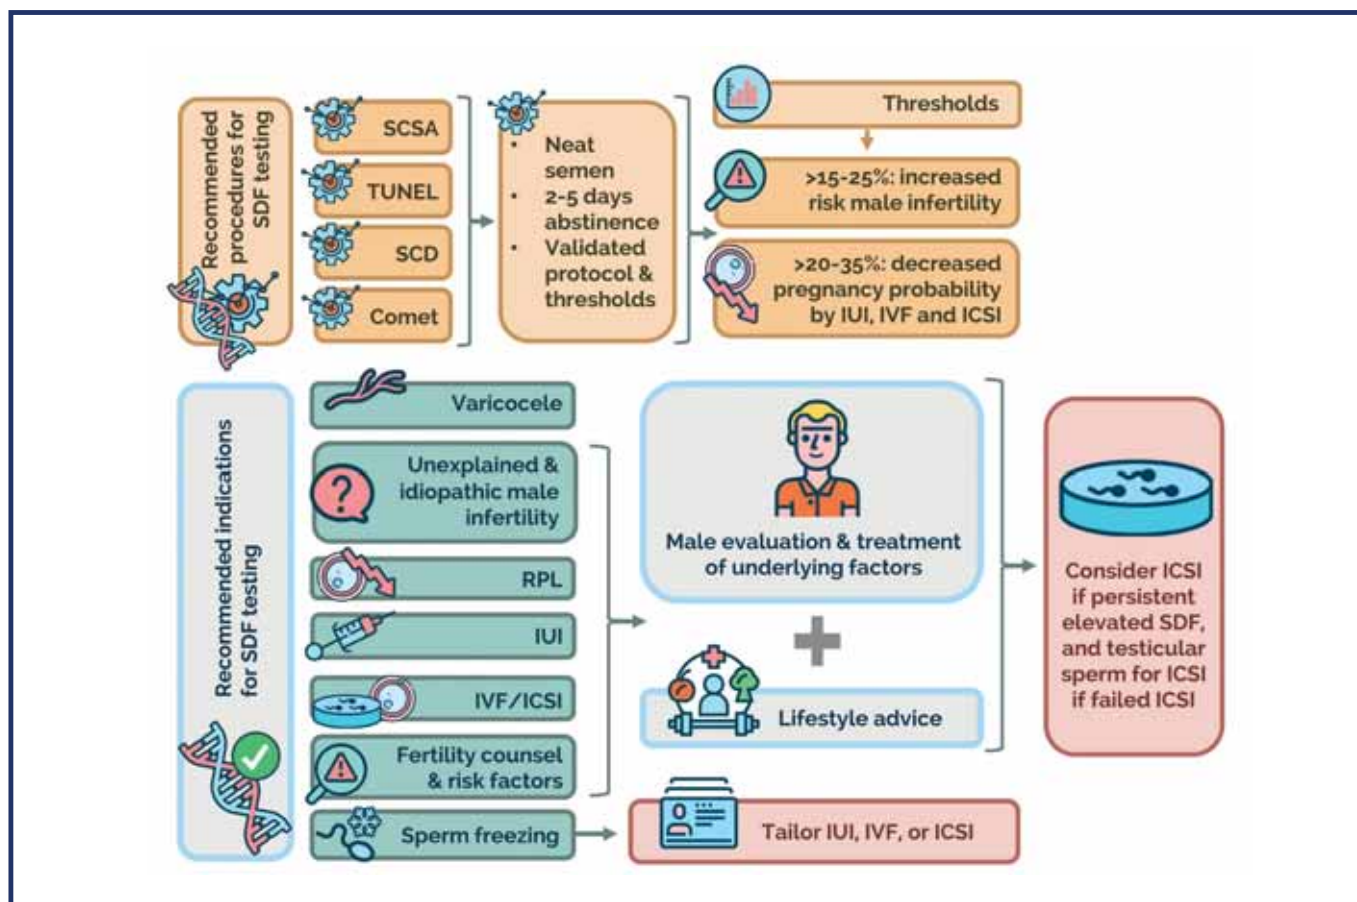 Recommended
procedures for
SDF testing
SCSA
TUNEL
SCD
Comet
• Neat
semen
• 2-5 days
abstinence
• Validated
protocol &
thresholds
Thresholds
>15-25%: increased
risk male infertility
>20-35%: decreased
pregnancy probability
by IUI, IVF and ICSI
Recommended indications
for SDF testing
Varicocele
Unexplained &
idiopathic male
infertility
RPL
IUI
IVF/ICSI
Fertility counsel
& risk factors
Sperm freezing
Male evaluation & treatment
of underlying factors
Lifestyle advice
Consider ICSI
if persistent
elevated SDF,
and testicular
sperm for ICSI
if failed ICSI
Tailor IUI, IVF, or ICSI